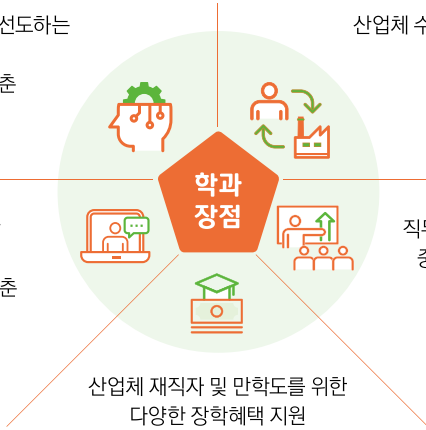 선도하는
산업체 수
춘
학과
장점
직무
춘
산업체 재직자 및 만학도를 위한
다양한 장학혜택 지원